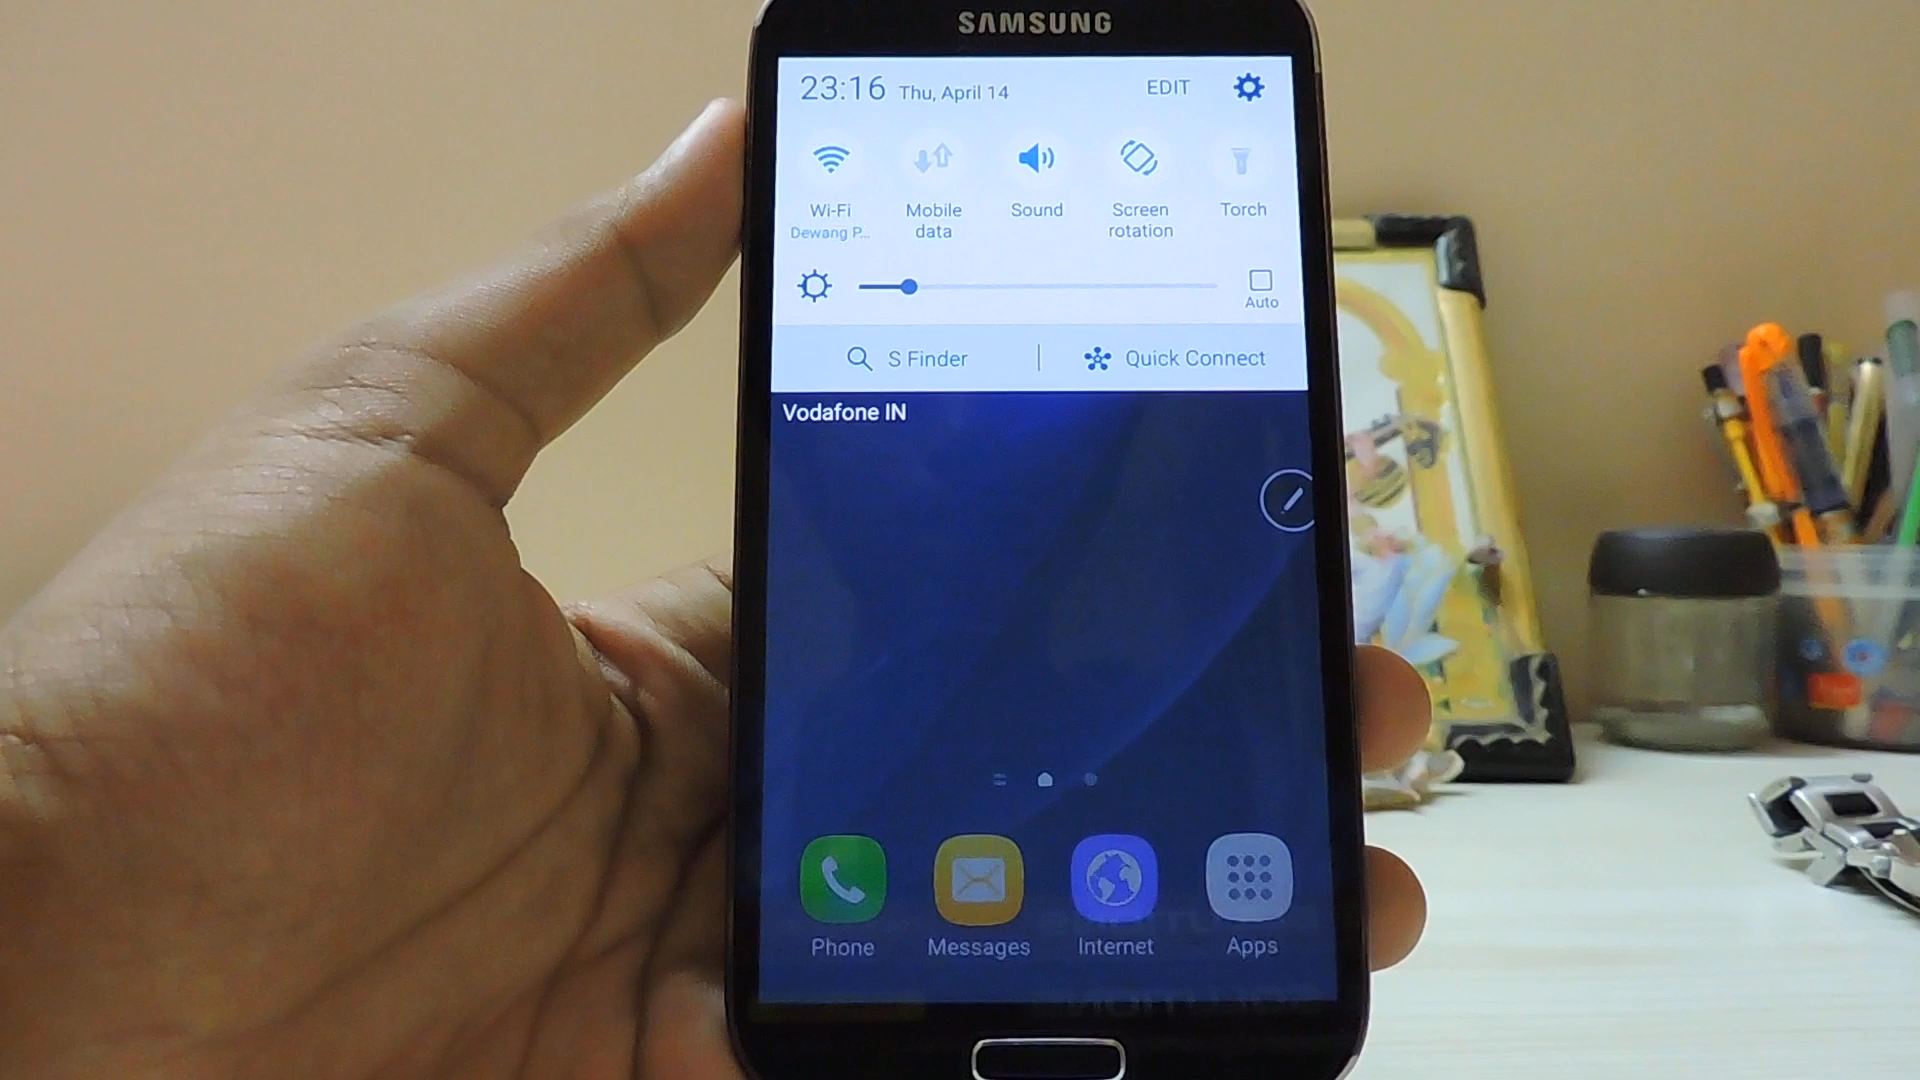 SAMSUNG
23:16 Thu, April 14 EDIT
Wi-Fi
Dewang P...
Mobile
data
Sound
Screen
rotation
Torch
Auto
S Finder | Quick Connect
Vodafone IN
Phone Messages Internet Apps